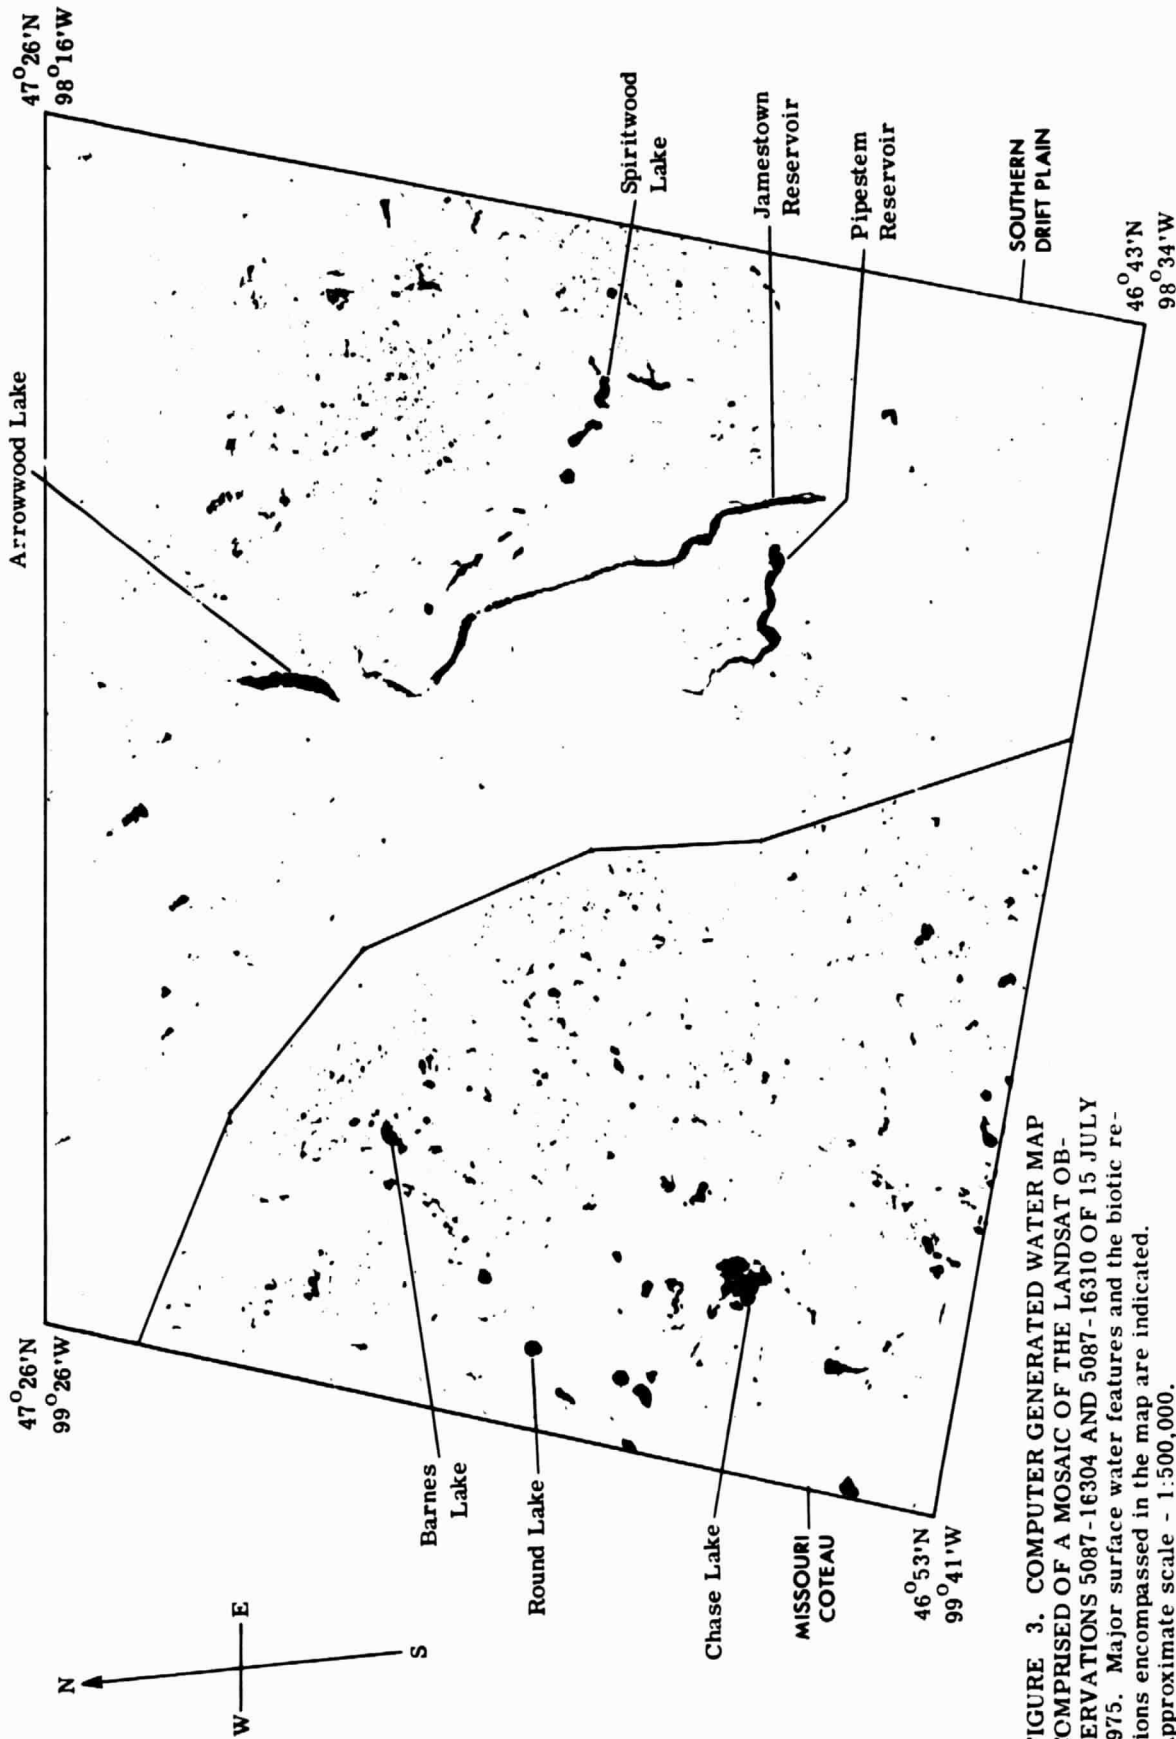 47°26'N
99°26'W
Arrowwood Lake
47°26'N
98°16'W
N
W
E
S
Barnes
Lake
Round Lake
Chase Lake
MISSOURI
COTEAU
46°53'N
99°41'W
Spiritwood
Lake
Jamestown
Reservoir
Pipestem
Reservoir
SOUTHERN
DRIFT PLAIN
46°43'N
98°34'W
FIGURE 3. COMPUTER GENERATED WATER MAP
COMPRISED OF A MOSAIC OF THE LANDSAT OB-
ERVATIONS 5087-16304 AND 5087-16310 OF 15 JULY
975. Major surface water features and the biotic re-
ions encompassed in the map are indicated.
pproximate scale - 1:500,000.